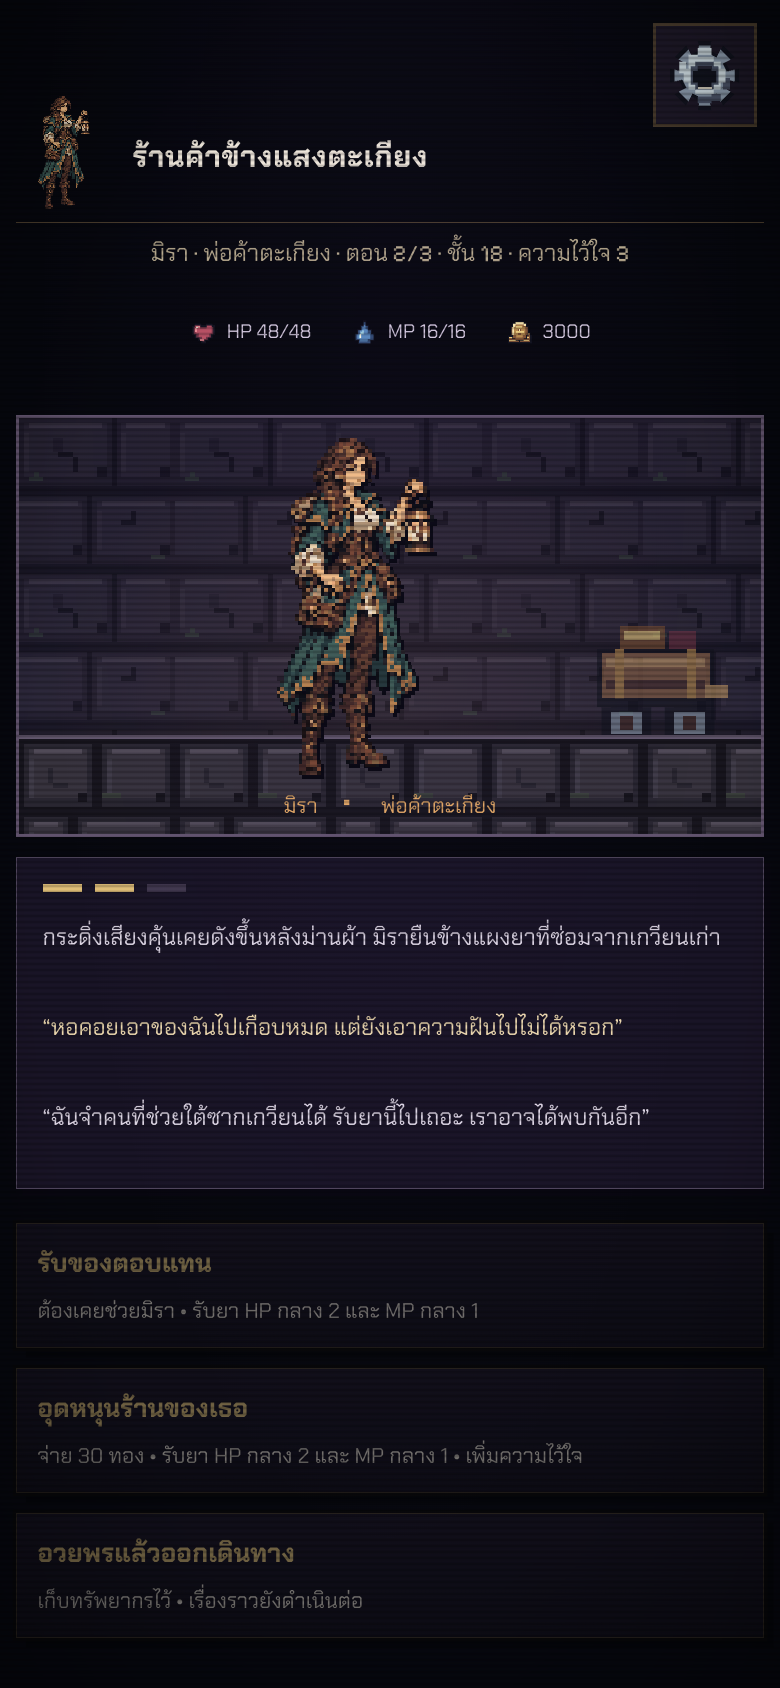 ร้านค้าข้างแสงตะเกียง
มิรา · พ่อค้าตะเกียง · ตอน 2/3 · ชั้น 18 · ความไว้ใจ 3
HP 48/48 MP 16/16 3000
มิรา · พ่อค้าตะเกียง
กระดิ่งเสียงคุ้นเคยดังขึ้นหลังม่านผ้า มิรายืนข้างแผงยาที่ซ่อมจากเกวียนเก่า
“หอคอยเอาของฉันไปเกือบหมด แต่ยังเอาความฝันไปไม่ได้หรอก”
“ฉันจำคนที่ช่วยใต้ซากเกวียนได้ รับยานี้ไปเถอะ เราอาจได้พบกันอีก”
รับของตอบแทน
ต้องเคยช่วยมิรา • รับยา HP กลาง 2 และ MP กลาง 1
อุดหนุนร้านของเธอ
จ่าย 30 ทอง • รับยา HP กลาง 2 และ MP กลาง 1 • เพิ่มความไว้ใจ
อวยพรแล้วออกเดินทาง
เก็บทรัพยากรไว้ • เรื่องราวยังดำเนินต่อ